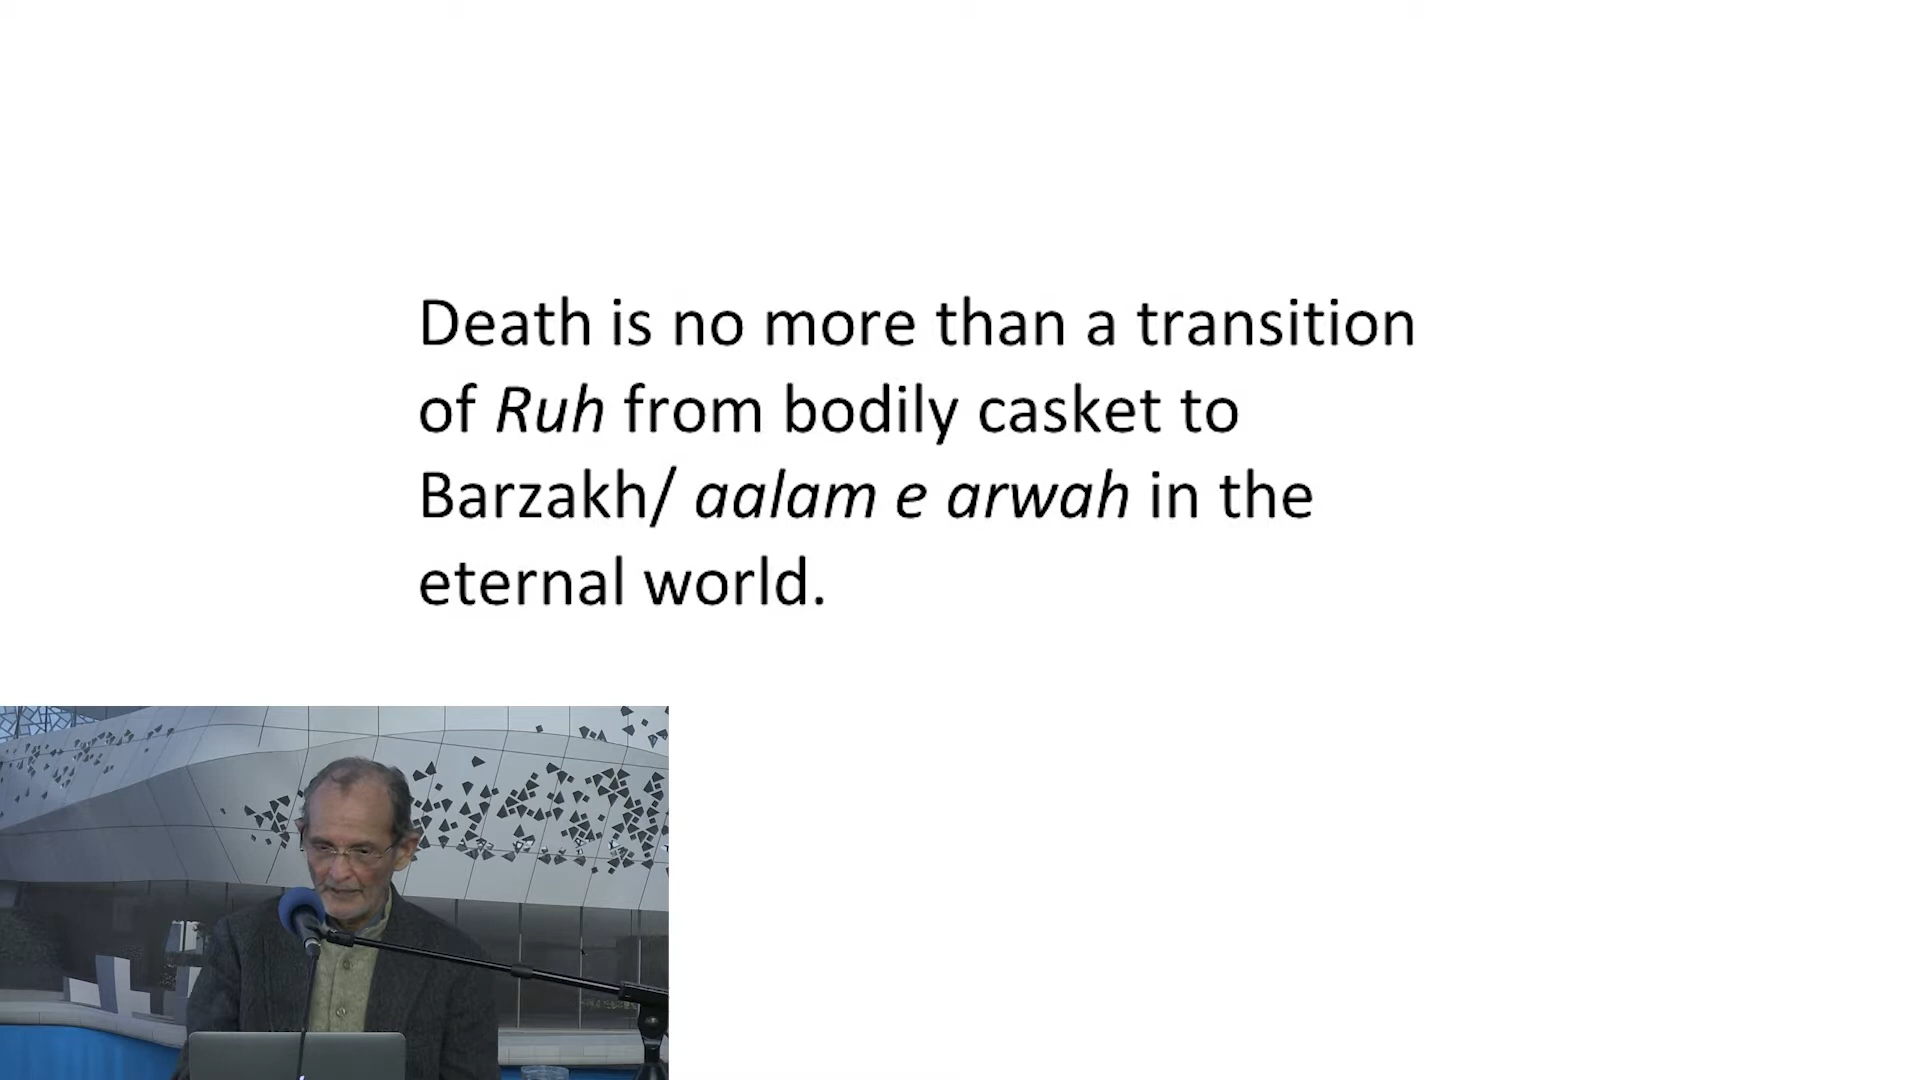 Death is no more than a transition
of Ruh from bodily casket to
Barzakh/ aalam e arwah in the
eternal world.